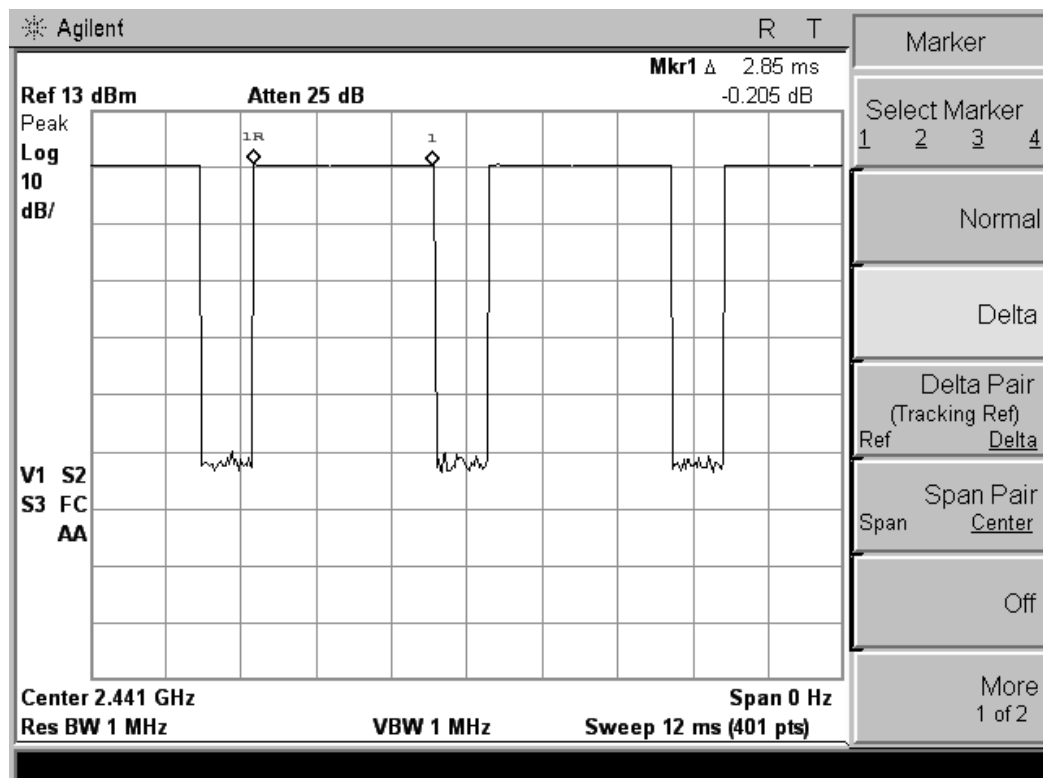 Agilent R T
Mkr1 Δ 2.85 ms
Ref 13 dBm Atten 25 dB -0.205 dB
Peak
Log
10
dB/
1R
1
V1 S2
S3 FC
AA
Center 2.441 GHz Span 0 Hz
Res BW 1 MHz VBW 1 MHz Sweep 12 ms (401 pts)
Marker
Select Marker
1 2 3 4
Normal
Delta
Delta Pair
(Tracking Ref)
Ref Delta
Span Pair
Span Center
Off
More
1 of 2